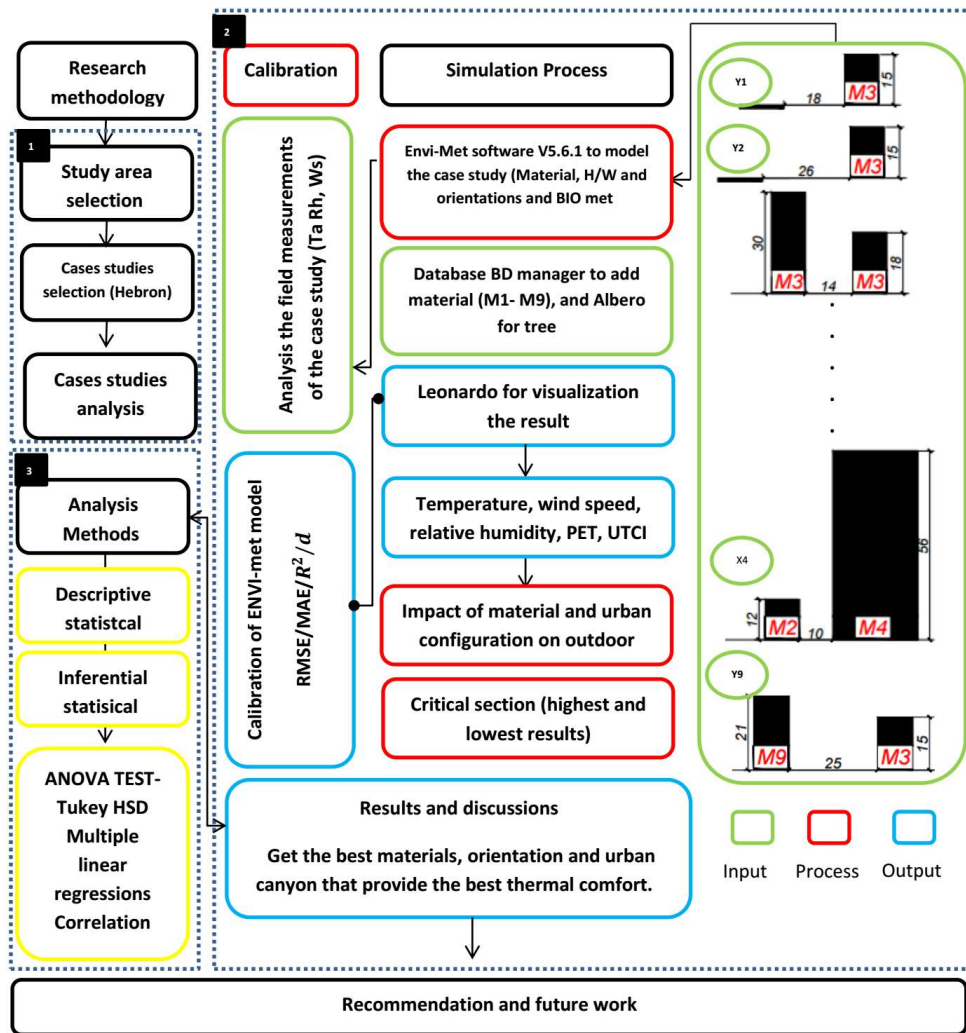 Research
methodology
1
Study area
selection
Cases studies
selection (Hebron)
Cases studies
analysis
3
Analysis
Methods
Descriptive
statistcal
Inferential
statisical
ANOVA TEST-
Tukey HSD
Multiple
linear
regressions
Correlation
2
Calibration
Analysis the field measurements
of the case study (Ta Rh, Ws)
Calibration of ENVI-met model
RMSE/MAE/R²/d
Simulation Process
Envi-Met software V5.6.1 to model
the case study (Material, H/W and
orientations and BIO met
Database BD manager to add
material (M1- M9), and Albero
for tree
Leonardo for visualization
the result
Temperature, wind speed,
relative humidity, PET, UTCI
Impact of material and urban
configuration on outdoor
Critical section (highest and
lowest results)
Results and discussions
Get the best materials, orientation and urban
canyon that provide the best thermal comfort.
Y1
M3
15
18
Y2
M3
15
26
30
M3
14
M3
18
X4
12
M2
10
M4
56
Y9
21
M9
25
M3
15
Input
Process
Output
Recommendation and future work